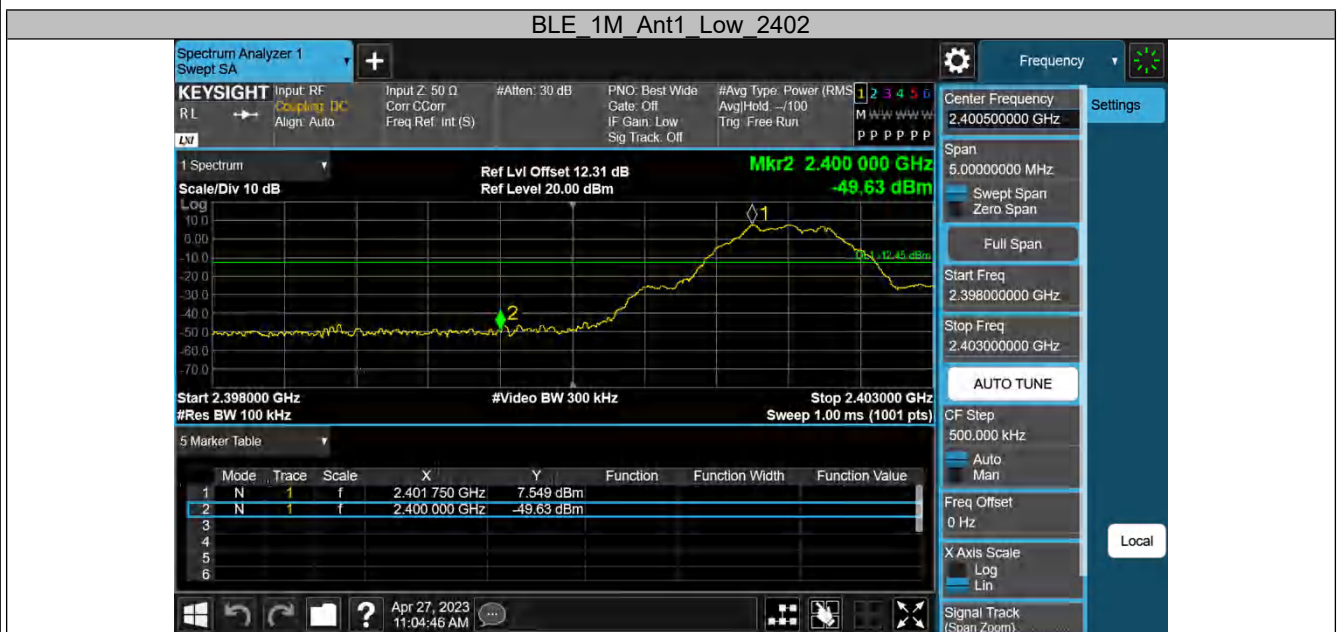 BLE_1M_Ant1_Low_2402
Spectrum Analyzer 1
Swept SA
+
Frequency
KEYSIGHT
RL
LXI
Input: RF
Coupling: DC
Align: Auto
Input Z: 50 Ω
Corr CCorr
Freq Ref: Int (S)
#Atten: 30 dB
PNO: Best Wide
Gate: Off
IF Gain: Low
Sig Track: Off
#Avg Type: Power (RMS
Avg|Hold: --/100
Trig: Free Run
1 2 3 4 5 6
M W W W W W
P P P P P P
Center Frequency
2.400500000 GHz
Settings
Span
5.00000000 MHz
Swept Span
Zero Span
Full Span
Start Freq
2.398000000 GHz
Stop Freq
2.403000000 GHz
AUTO TUNE
CF Step
500.000 kHz
Auto
Man
Freq Offset
0 Hz
X Axis Scale
Log
Lin
Signal Track
(Span Zoom)
Local
1 Spectrum
Scale/Div 10 dB
Ref Lvl Offset 12.31 dB
Ref Level 20.00 dBm
Mkr2 2.400 000 GHz
-49.63 dBm
Log
10.0
0.00
-10.0
-20.0
-30.0
-40.0
-50.0
-60.0
-70.0
1
2
DL1 -12.45 dBm
Start 2.398000 GHz
#Video BW 300 kHz
Stop 2.403000 GHz
#Res BW 100 kHz
Sweep 1.00 ms (1001 pts)
5 Marker Table
Mode Trace Scale X Y Function Function Width Function Value
1 N 1 f 2.401 750 GHz 7.549 dBm
2 N 1 f 2.400 000 GHz -49.63 dBm
3
4
5
6
?
Apr 27, 2023
11:04:46 AM